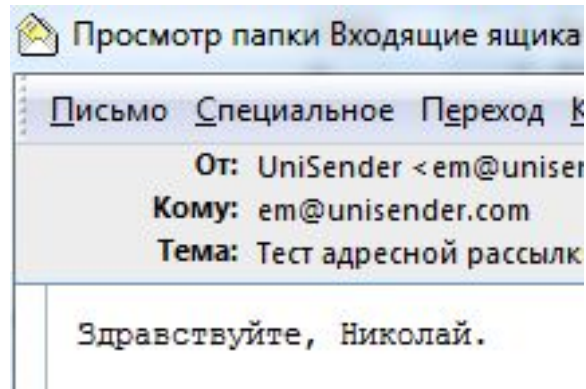 Просмотр папки Входящие ящика
Письмо Специальное Переход
От: UniSender <em@uniser
Кому: em@unisender.com
Тема: Тест адресной рассылк
Здравствуйте, Николай.